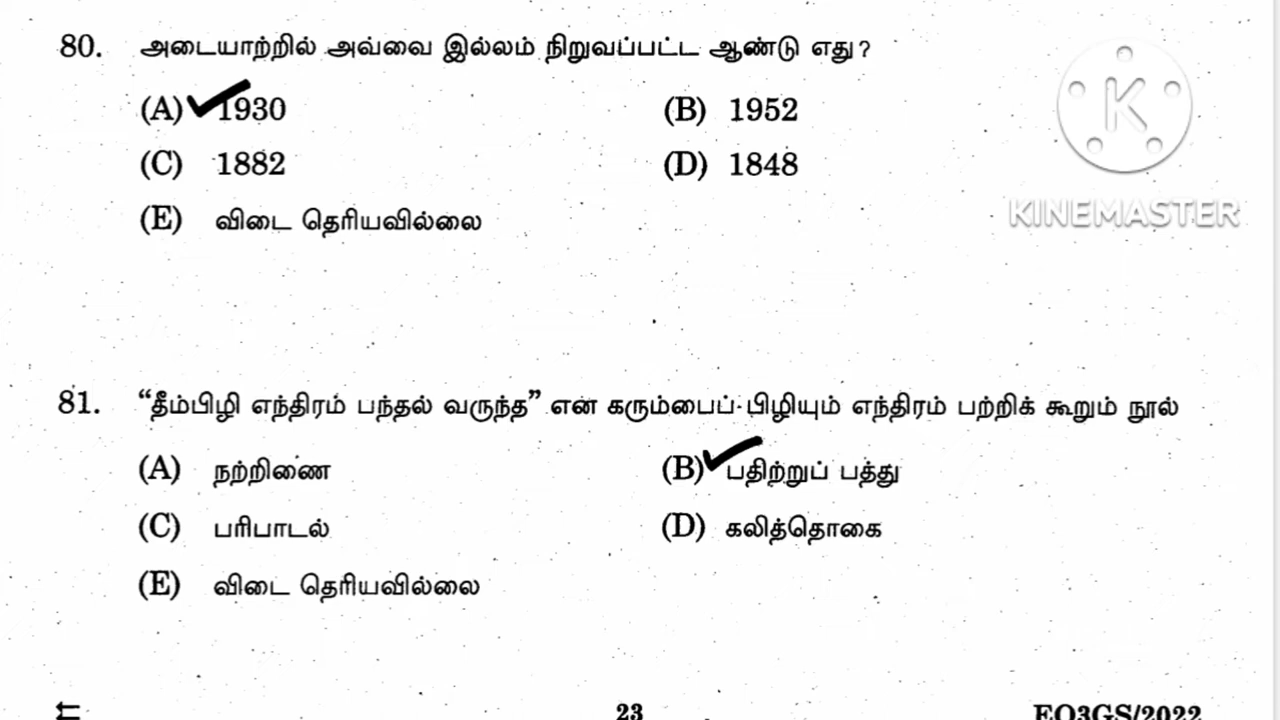 80. அடையாற்றில் அவ்வை இல்லம் நிறுவப்பட்ட ஆண்டு எது?
(A) 1930 (B) 1952
(C) 1882 (D) 1848
(E) விடை தெரியவில்லை
K
KINEMASTER
81. “தீம்பிழி எந்திரம் பந்தல் வருந்த” என கரும்பைப் பிழியும் எந்திரம் பற்றிக் கூறும் நூல்
(A) நற்றிணை (B) பதிற்றுப் பத்து
(C) பரிபாடல் (D) கலித்தொகை
(E) விடை தெரியவில்லை
23 EO3GS/2022